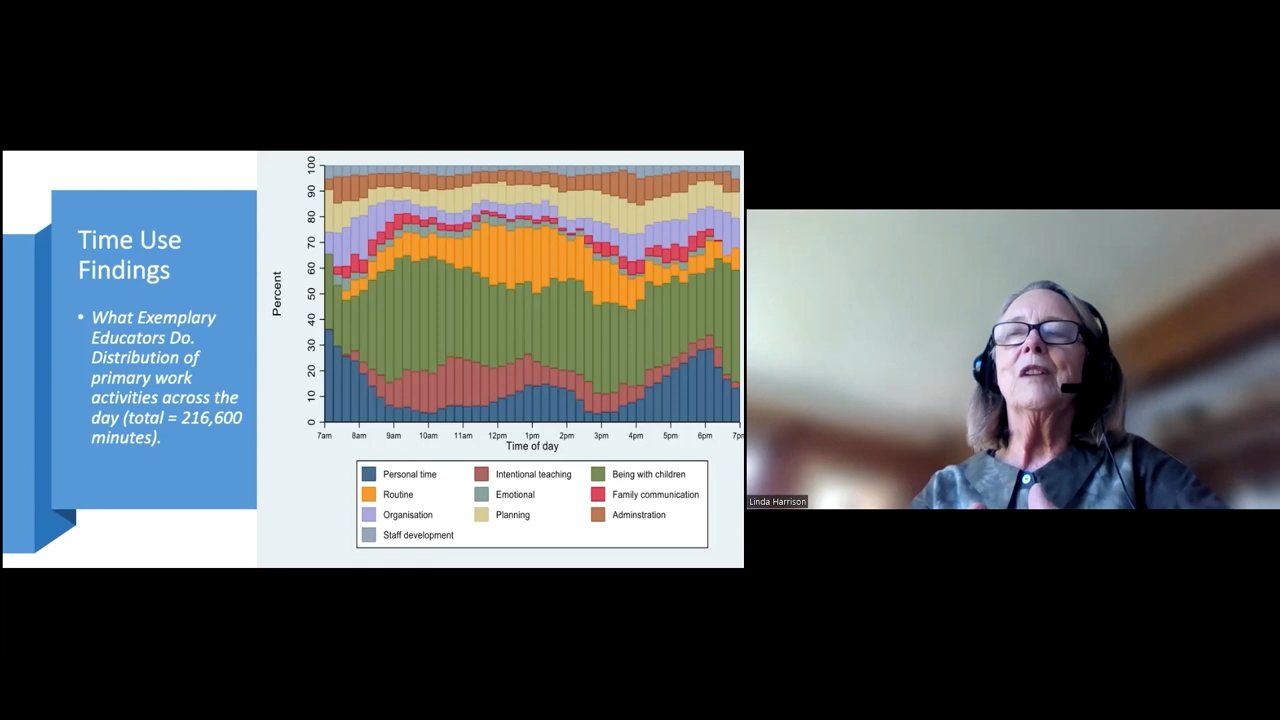 Time Use
Findings
• What Exemplary
Educators Do.
Distribution of
primary work
activities across the
day (total = 216,600
minutes).
Percent
100
90
80
70
60
50
40
30
20
10
0
7am 8am 9am 10am 11am 12pm 1pm 2pm 3pm 4pm 5pm 6pm 7pm
Time of day
Personal time Intentional teaching Being with children
Routine Emotional Family communication
Organisation Planning Adminstration
Staff development
Linda Harrison